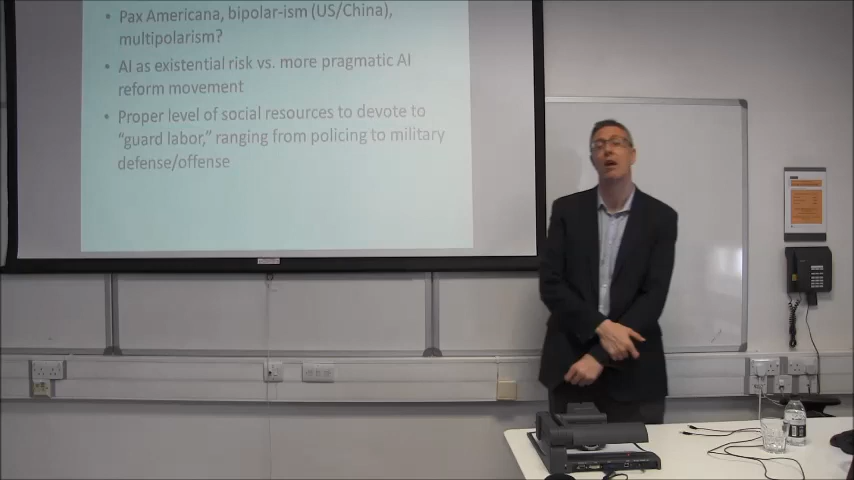 • Pax Americana, bipolar-ism (US/China),
multipolarism?
• AI as existential risk vs. more pragmatic AI
reform movement
• Proper level of social resources to devote to
“guard labor,” ranging from policing to military
defense/offense